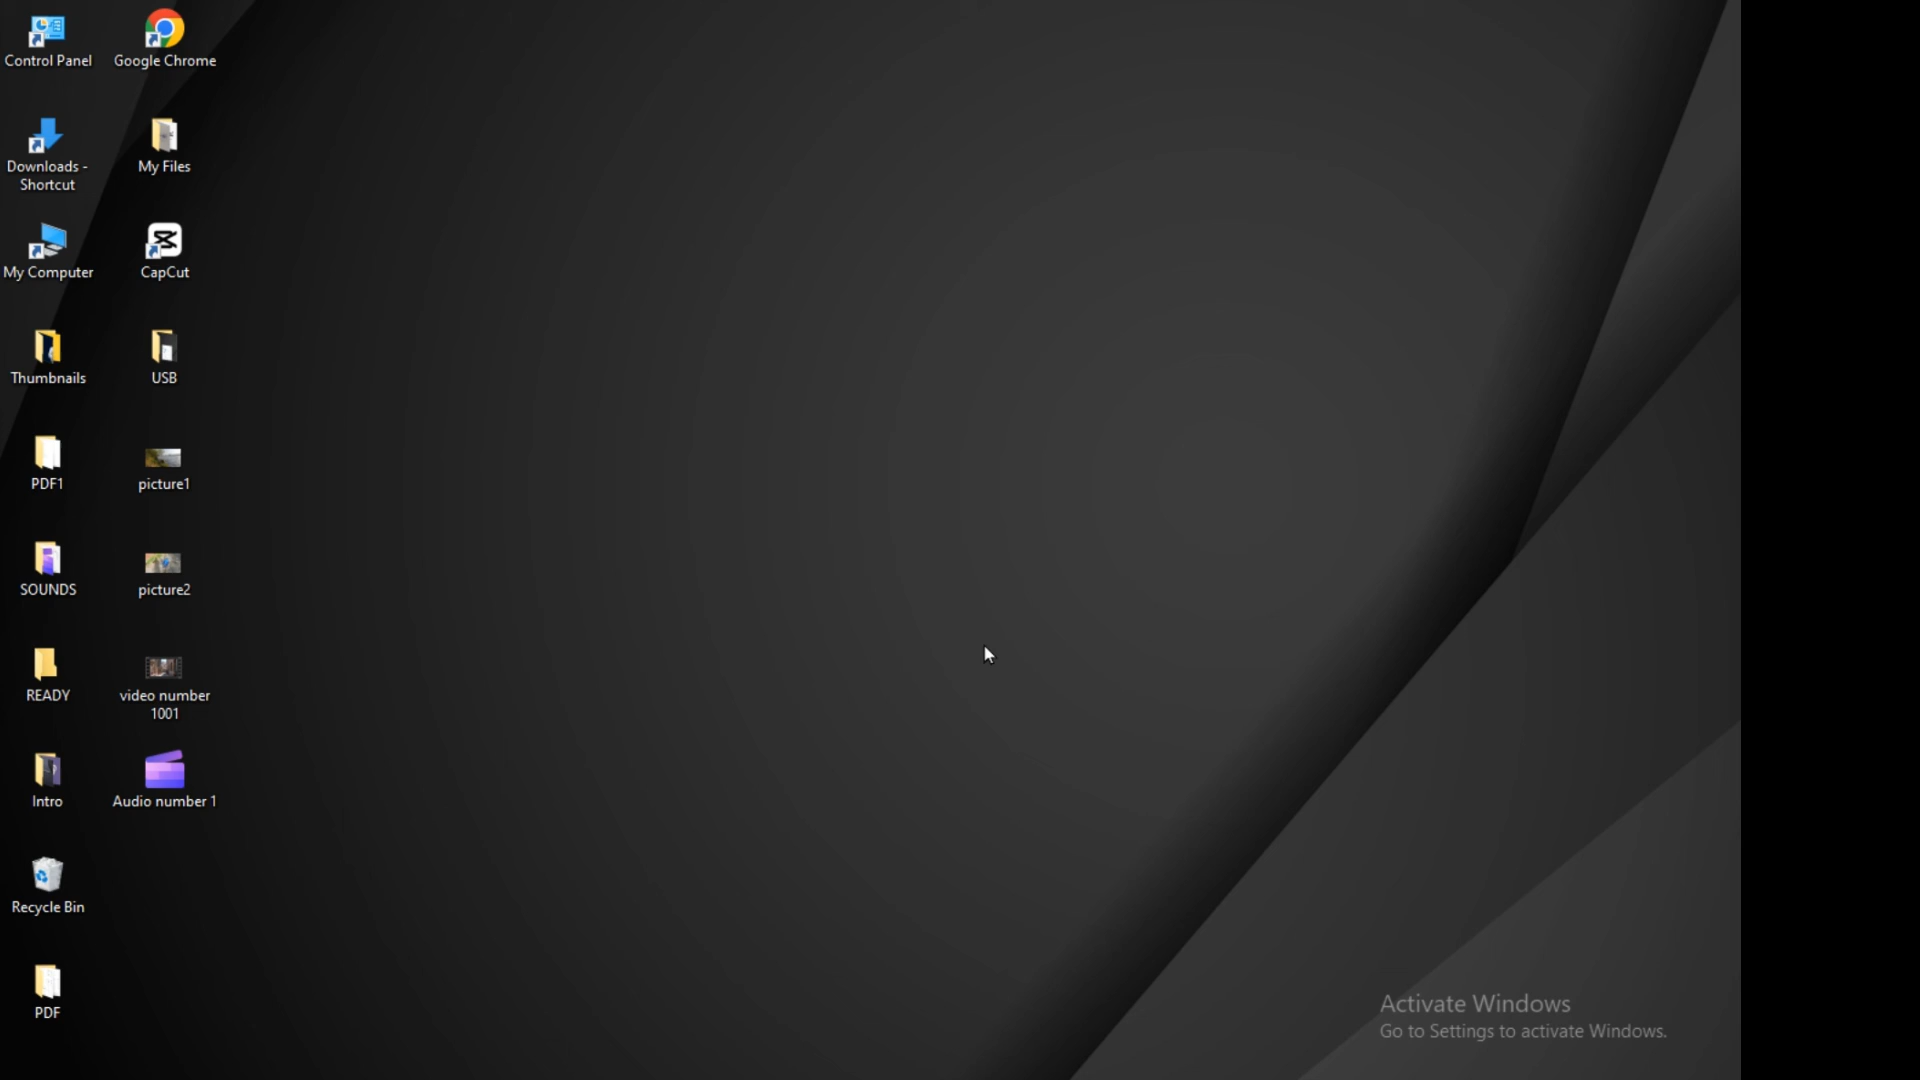 Control Panel
Google Chrome
Downloads -
Shortcut
My Files
My Computer
CapCut
Thumbnails
USB
PDF1
picture1
SOUNDS
picture2
READY
video number
1001
Intro
Audio number 1
Recycle Bin
PDF
Activate Windows
Go to Settings to activate Windows.